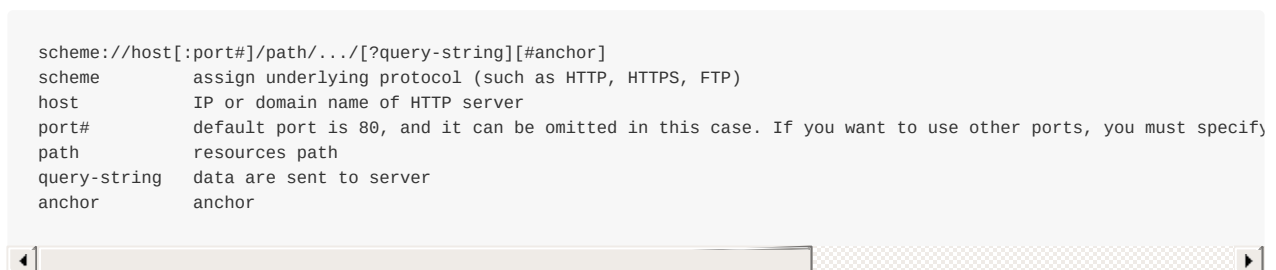 scheme://host[:port#]/path/.../[?query-string][#anchor]
scheme assign underlying protocol (such as HTTP, HTTPS, FTP)
host IP or domain name of HTTP server
port# default port is 80, and it can be omitted in this case. If you want to use other ports, you must specify
path resources path
query-string data are sent to server
anchor anchor